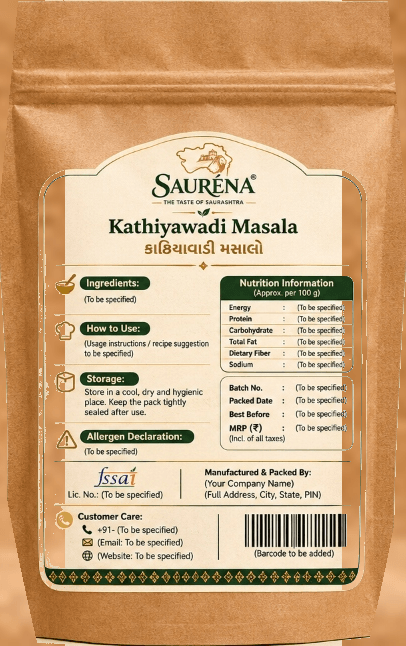 SAURÉNA®
THE TASTE OF SAURASHTRA
Kathiyawadi Masala
કાઠિયાવાડી મસાલો
Ingredients:
(To be specified)
How to Use:
(Usage instructions / recipe suggestion
to be specified)
Storage:
Store in a cool, dry and hygienic
place. Keep the pack tightly
sealed after use.
Allergen Declaration:
(To be specified)
Nutrition Information
(Approx. per 100 g)
Energy : (To be specified)
Protein : (To be specified)
Carbohydrate : (To be specified)
Total Fat : (To be specified)
Dietary Fiber : (To be specified)
Sodium : (To be specified)
Batch No. : (To be specified)
Packed Date : (To be specified)
Best Before : (To be specified)
MRP (₹) : (To be specified)
(Incl. of all taxes)
fssai
Lic. No.: (To be specified)
Manufactured & Packed By:
(Your Company Name)
(Full Address, City, State, PIN)
Customer Care:
+91- (To be specified)
(Email: To be specified)
(Website: To be specified)
(Barcode to be added)